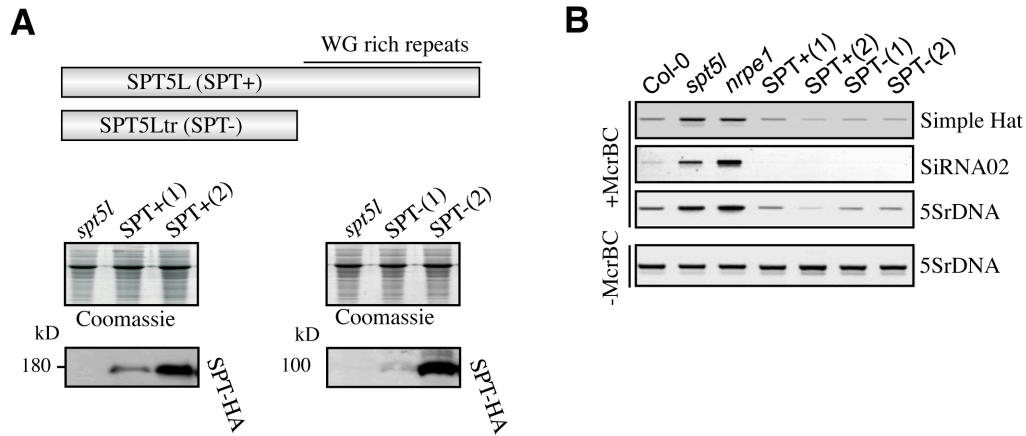 A
WG rich repeats
SPT5L (SPT+)
SPT5Ltr (SPT-)
spt5l SPT+(1) SPT+(2)
Coomassie
kD
180
SPT-HA
spt5l SPT-(1) SPT-(2)
Coomassie
kD
100
SPT-HA
B
Col-0 spt5l nrpe1 SPT+(1) SPT+(2) SPT-(1) SPT-(2)
+McrBC
Simple Hat
SiRNA02
5SrDNA
-McrBC
5SrDNA